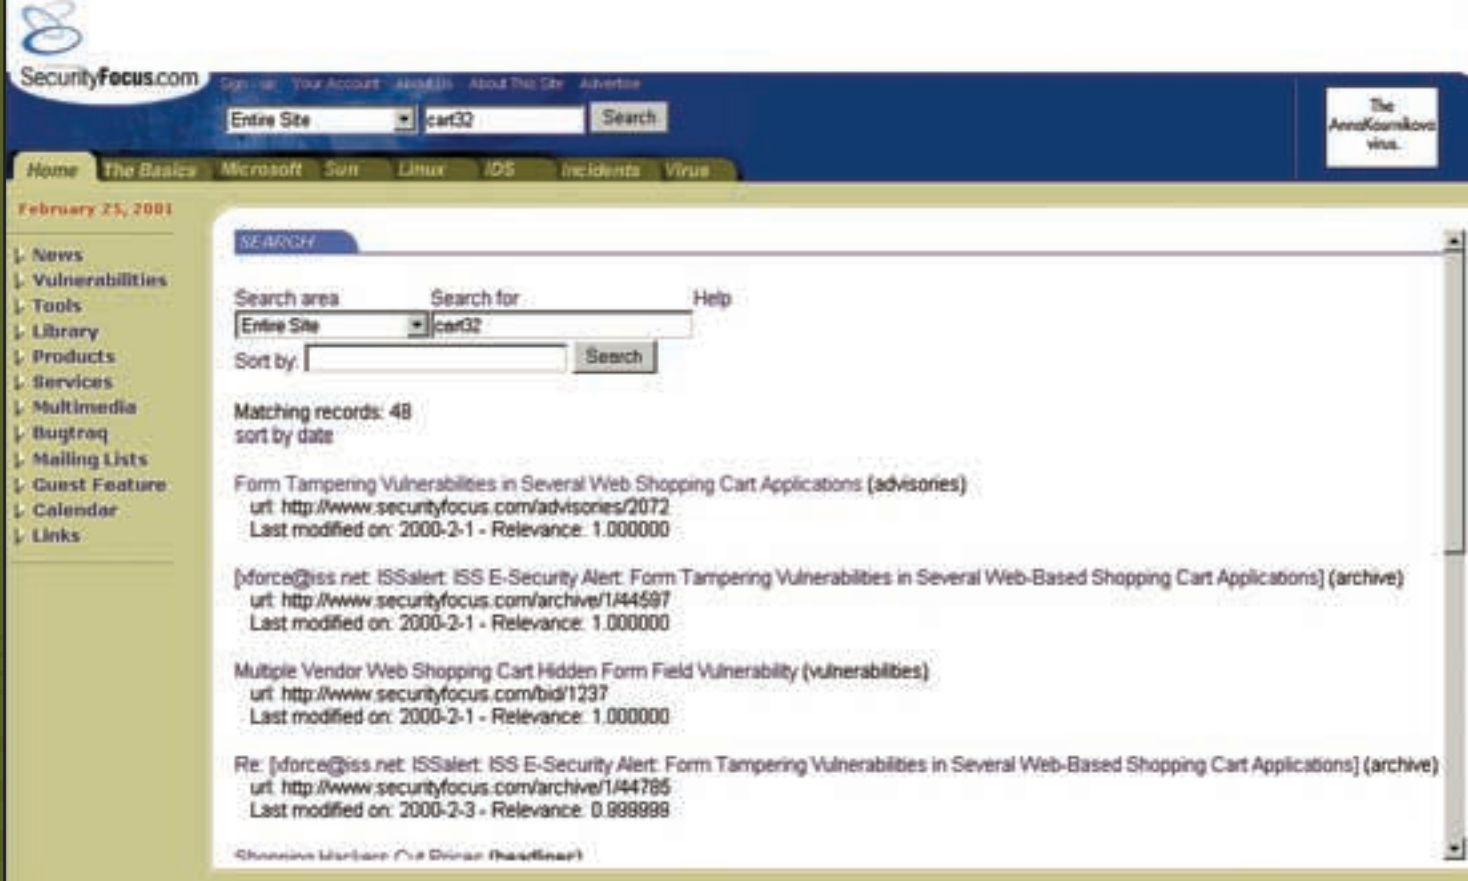 SecurityFocus.com
Sign up Your Account About Us About This Site Advertise
Entire Site cart32 Search
The
AnnaKournikova
virus.
Home The Basics Microsoft Sun Linux IDS Incidents Virus
February 25, 2001
SEARCH
News
Vulnerabilities
Tools
Library
Products
Services
Multimedia
Bugtraq
Mailing Lists
Guest Feature
Calendar
Links
Search area Search for Help
Entire Site cart32
Sort by: Search
Matching records: 48
sort by date
Form Tampering Vulnerabilities in Several Web Shopping Cart Applications (advisories)
url: http://www.securityfocus.com/advisories/2072
Last modified on: 2000-2-1 - Relevance: 1.000000
[xforce@iss.net: ISSalert: ISS E-Security Alert: Form Tampering Vulnerabilities in Several Web-Based Shopping Cart Applications] (archive)
url: http://www.securityfocus.com/archive/1/44597
Last modified on: 2000-2-1 - Relevance: 1.000000
Multiple Vendor Web Shopping Cart Hidden Form Field Vulnerability (vulnerabilities)
url: http://www.securityfocus.com/bid/1237
Last modified on: 2000-2-1 - Relevance: 1.000000
Re: [xforce@iss.net: ISSalert: ISS E-Security Alert: Form Tampering Vulnerabilities in Several Web-Based Shopping Cart Applications] (archive)
url: http://www.securityfocus.com/archive/1/44785
Last modified on: 2000-2-3 - Relevance: 0.999999
Shopping Hackers Cut Prices (headlines)